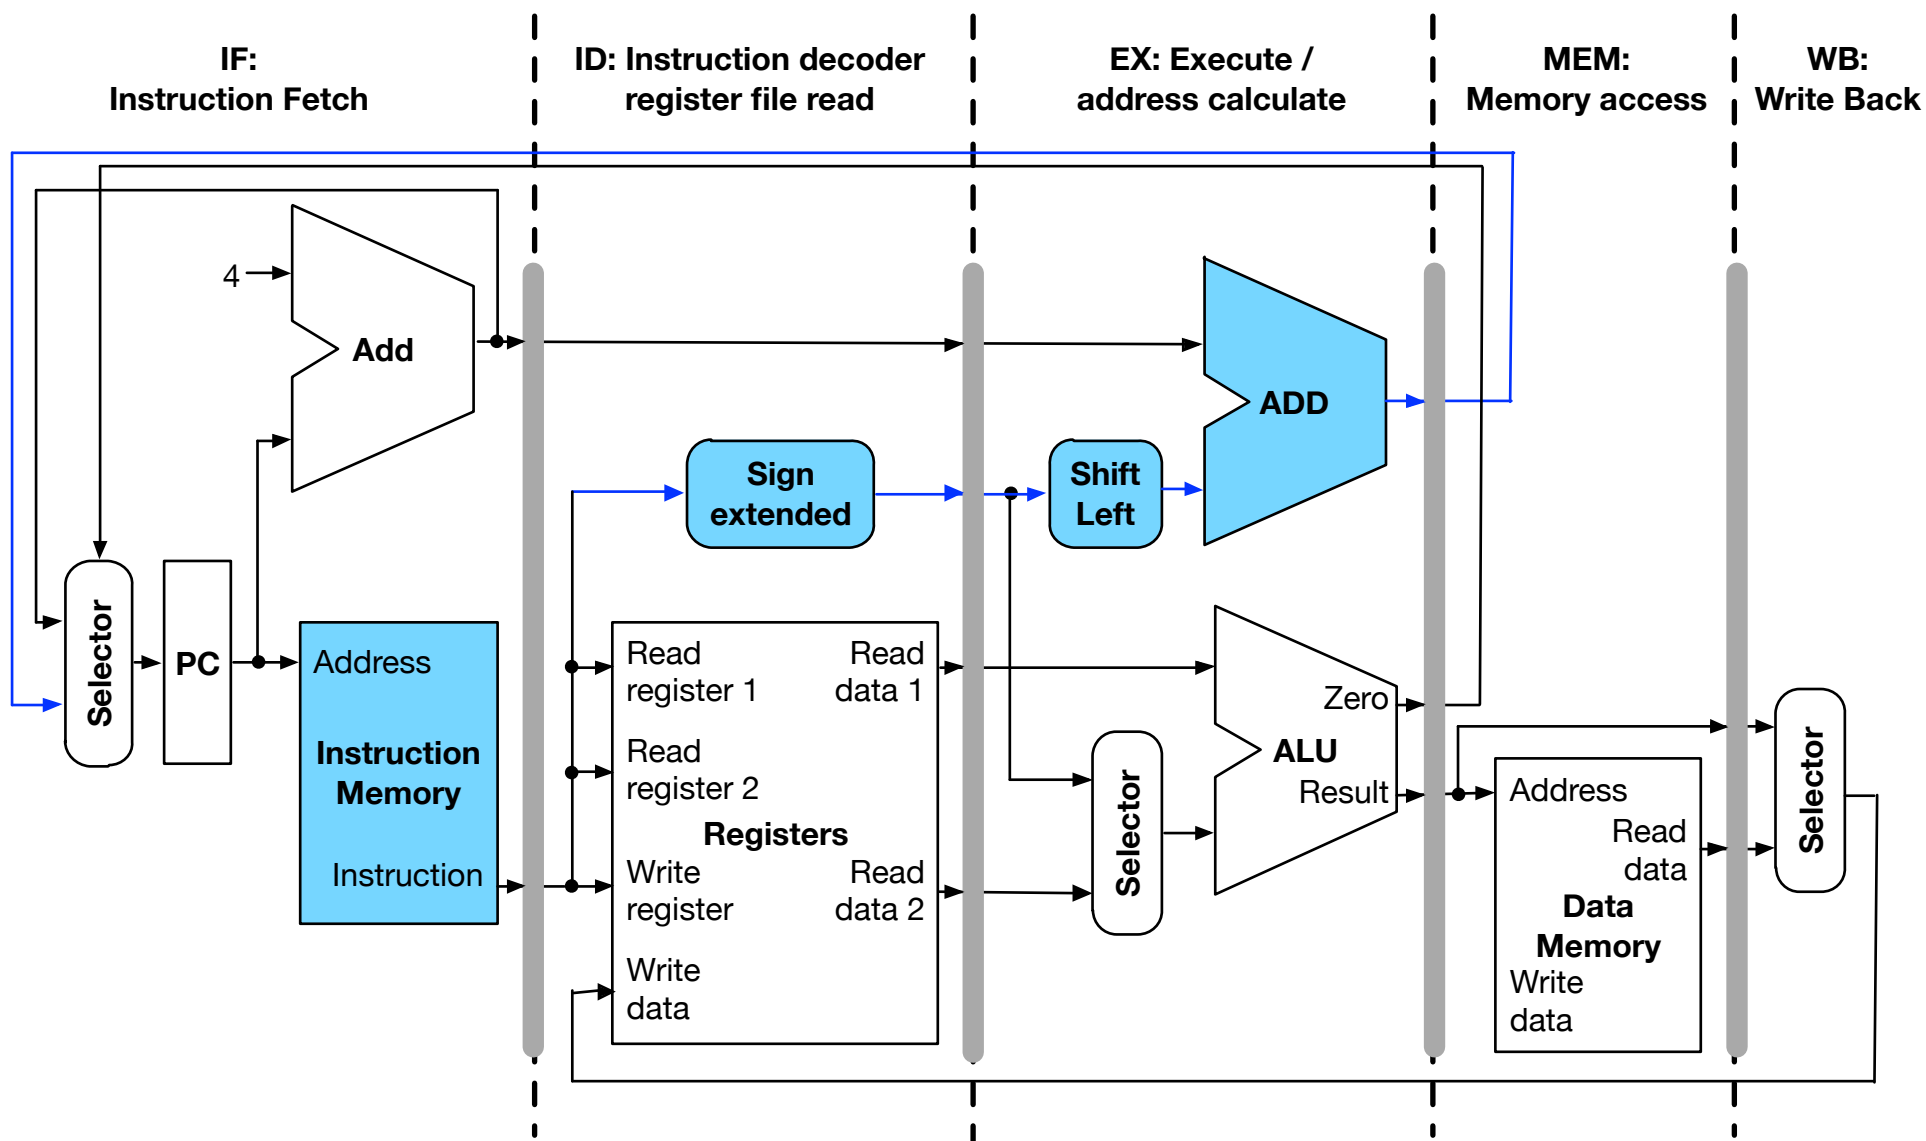 IF:
Instruction Fetch
ID: Instruction decoder
register file read
EX: Execute /
address calculate
MEM:
Memory access
WB:
Write Back
4
Add
ADD
Sign
extended
Shift
Left
Selector
PC
Address
Instruction
Memory
Instruction
Read
register 1
Read
data 1
Read
register 2
Registers
Write
register
Read
data 2
Write
data
Selector
Zero
ALU
Result
Address
Read
data
Data
Memory
Write
data
Selector